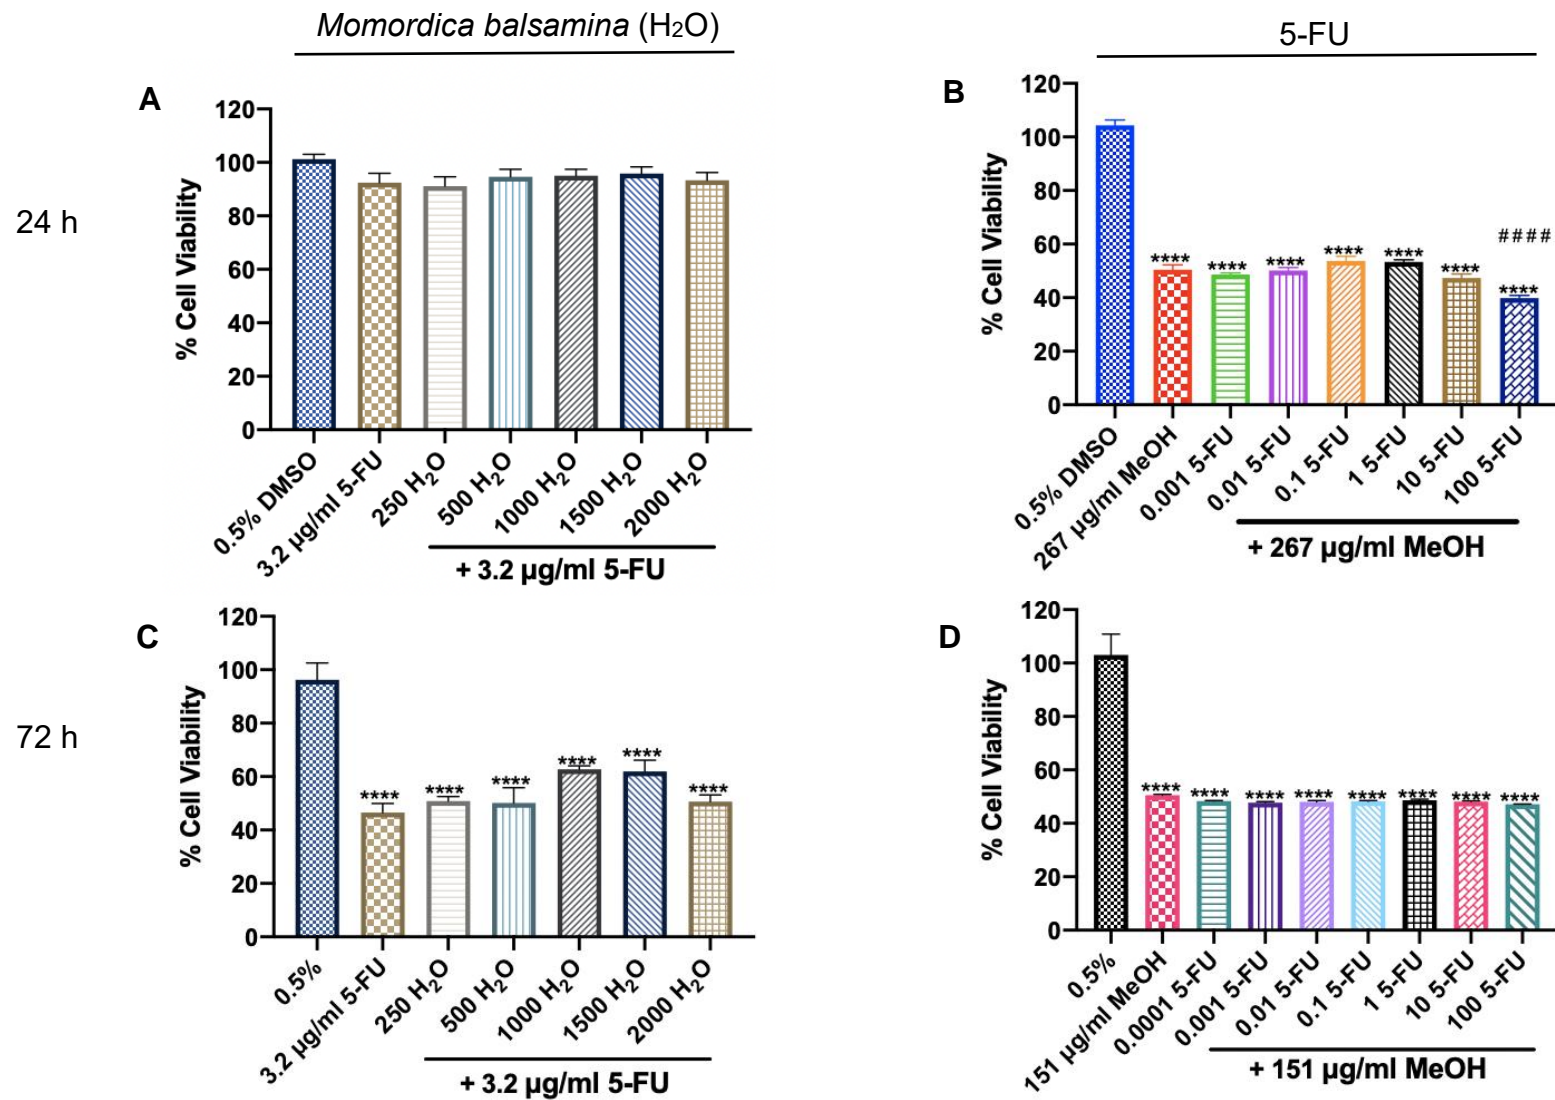 Momordica balsamina (H₂O)
5-FU
24 h
A
% Cell Viability
120
100
80
60
40
20
0
0.5% DMSO
3.2 µg/ml 5-FU
250 H₂O
500 H₂O
1000 H₂O
1500 H₂O
2000 H₂O
+ 3.2 µg/ml 5-FU
B
% Cell Viability
120
100
80
60
40
20
0
****
****
****
****
****
****
****
####
0.5% DMSO
267 µg/ml MeOH
0.001 5-FU
0.01 5-FU
0.1 5-FU
1 5-FU
10 5-FU
100 5-FU
+ 267 µg/ml MeOH
72 h
C
% Cell Viability
120
100
80
60
40
20
0
****
****
****
****
****
****
0.5%
3.2 µg/ml 5-FU
250 H₂O
500 H₂O
1000 H₂O
1500 H₂O
2000 H₂O
+ 3.2 µg/ml 5-FU
D
% Cell Viability
120
100
80
60
40
20
0
****
****
****
****
****
****
****
****
0.5%
151 µg/ml MeOH
0.0001 5-FU
0.001 5-FU
0.01 5-FU
0.1 5-FU
1 5-FU
10 5-FU
100 5-FU
+ 151 µg/ml MeOH